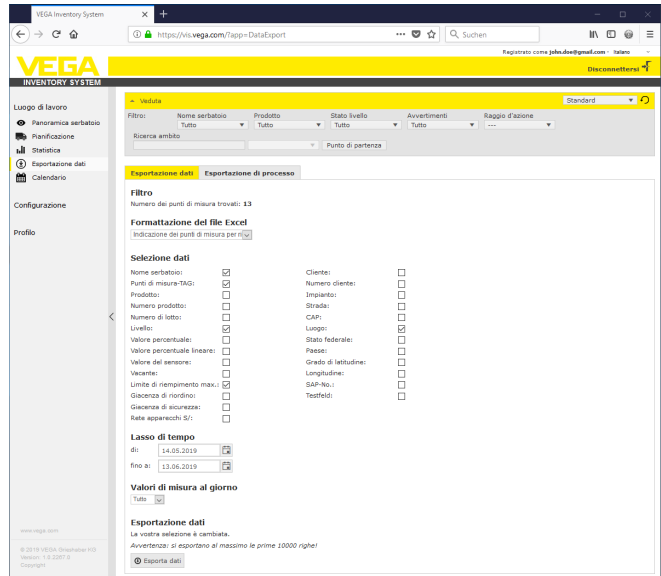 VEGA Inventory System
https://vis.vega.com/?app=DataExport
Suchen
Registrato come john.doe@gmail.com - Italiano
VEGA
Disconnettersi
INVENTORY SYSTEM
Luogo di lavoro
Panoramica serbatoio
Pianificazione
Statistica
Esportazione dati
Calendario
Configurazione
Profilo
Veduta
Standard
Filtro: Nome serbatoio Prodotto Stato livello Avvertimenti Raggio d'azione
Tutto Tutto Tutto Tutto ---
Ricerca ambito
Punto di partenza
Esportazione dati Esportazione di processo
Filtro
Numero dei punti di misura trovati: 13
Formattazione del file Excel
Indicazione dei punti di misura per r
Selezione dati
Nome serbatoio: Cliente:
Punti di misura-TAG: Numero cliente:
Prodotto: Impianto:
Numero prodotto: Strada:
Numero di lotto: CAP:
Livello: Luogo:
Valore percentuale: Stato federale:
Valore percentuale lineare: Paese:
Valore del sensore: Grado di latitudine:
Vacante: Longitudine:
Limite di riempimento max.: SAP-No.:
Giacenza di riordino: Testfeld:
Giacenza di sicurezza:
Rete apparecchi S/:
Lasso di tempo
di: 14.05.2019
fino a: 13.06.2019
Valori di misura al giorno
Tutto
Esportazione dati
La vostra selezione è cambiata.
Avvertenza: si esportano al massimo le prime 10000 righe!
Esporta dati
www.vega.com
VEGA Grieshaber KG
Version:
Copyright